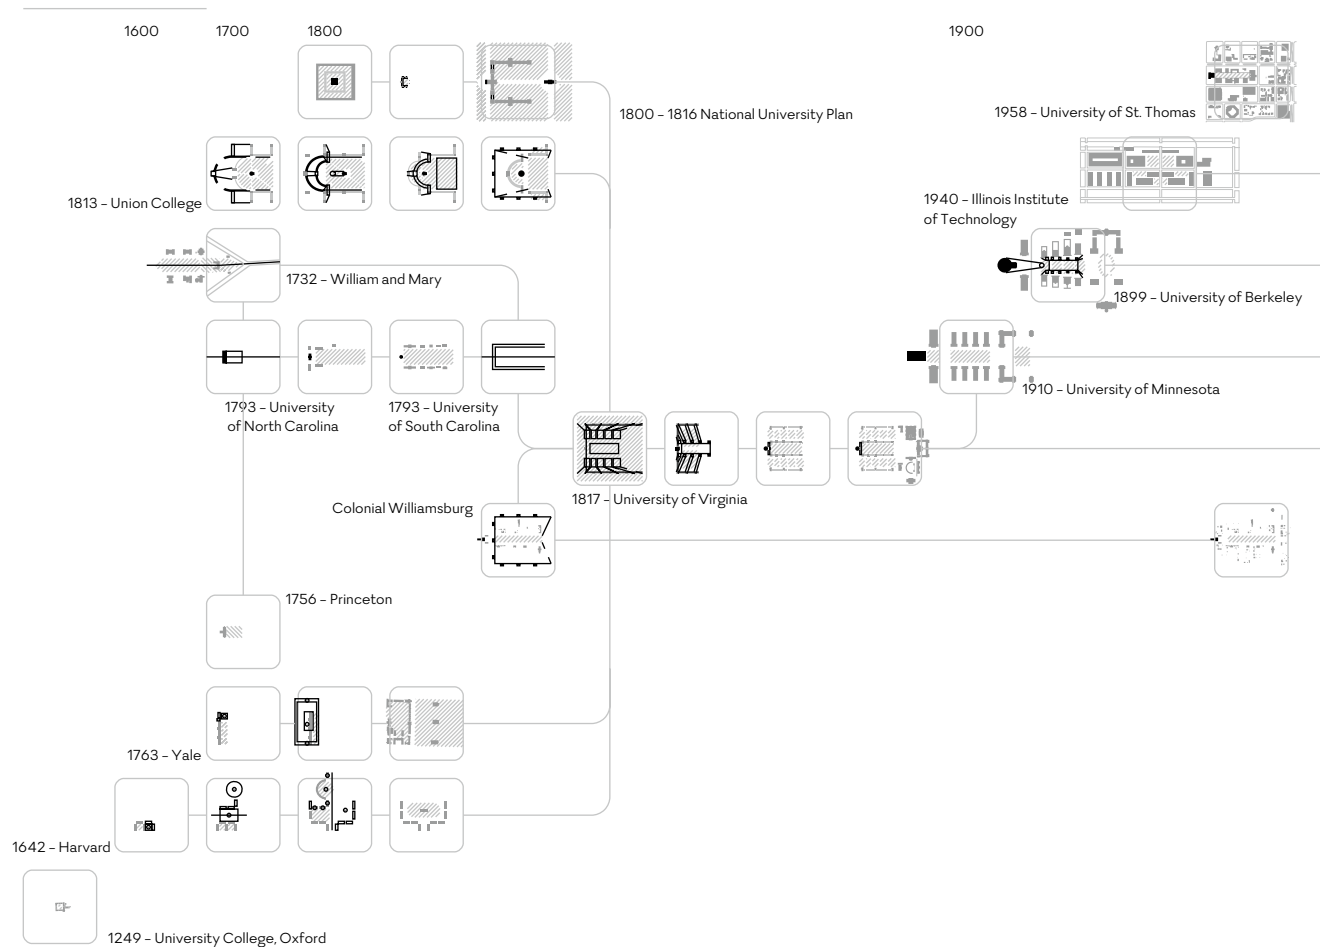 1600
1700
1800
1900
1800 – 1816 National University Plan
1958 – University of St. Thomas
1813 – Union College
1940 – Illinois Institute
of Technology
1732 – William and Mary
1899 – University of Berkeley
1793 – University
of North Carolina
1793 – University
of South Carolina
1910 – University of Minnesota
1817 – University of Virginia
Colonial Williamsburg
1756 – Princeton
1763 – Yale
1642 – Harvard
1249 – University College, Oxford